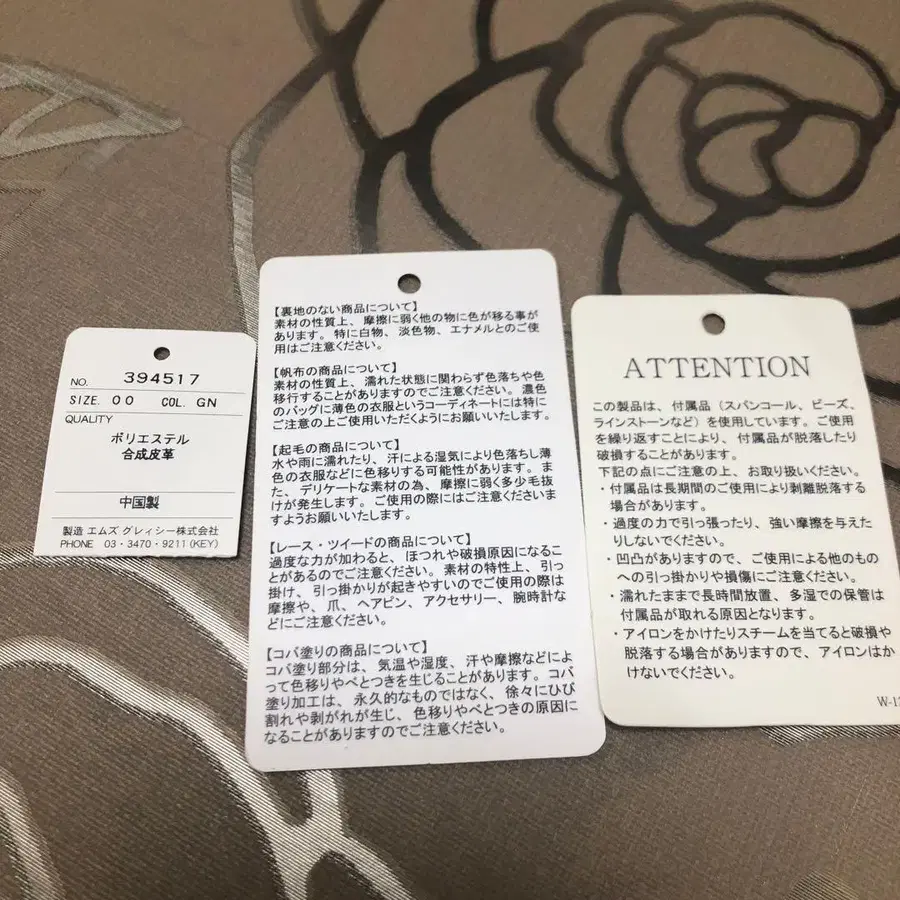 NO. 394517
SIZE. 00 COL. GN
QUALITY
ポリエステル
合成皮革
中国製
製造 エムズ グレィシー株式会社
PHONE 03・3470・9211(KEY)
【裏地のない商品について】
素材の性質上、摩擦に弱く他の物に色が移る事が
あります。特に白物、淡色物、エナメルとのご使
用はご注意ください。
【帆布の商品について】
素材の性質上、濡れた状態に関わらず色落ちや色
移行することがありますのでご注意ください。濃色
のバッグに薄色の衣服というコーディネートには特に
ご注意の上ご使用いただくようにお願いいたします。
【起毛の商品について】
水や雨に濡れたり、汗による湿気により色落ちし薄
色の衣服などに色移りする可能性があります。ま
た、デリケートな素材の為、摩擦に弱く多少毛抜
けが発生します。ご使用の際にはご注意くださいま
すようお願いいたします。
【レース・ツイードの商品について】
過度な力が加わると、ほつれや破損原因になるこ
とがあるのでご注意ください。素材の特性上、引っ
掛け、引っ掛かりが起きやすいのでご使用の際は
摩擦や、爪、ヘアピン、アクセサリー、腕時計な
どにご注意ください。
【コバ塗りの商品について】
コバ塗り部分は、気温や湿度、汗や摩擦などによ
って色移りやべとつきを生じることがあります。コバ
塗り加工は、永久的なものではなく、徐々にひび
割れや剥がれが生じ、色移りやべとつきの原因に
なることがありますのでご注意ください。
ATTENTION
この製品は、付属品（スパンコール、ビーズ、
ラインストーンなど）を使用しています。ご使用
を繰り返すことにより、付属品が脱落したり
破損することがあります。
下記の点にご注意の上、お取り扱いください。
・付属品は長期間のご使用により剥離脱落する
場合があります。
・過度の力で引っ張ったり、強い摩擦を与えた
りしないでください。
・凹凸がありますので、ご使用による他のもの
への引っ掛かりや損傷にご注意ください。
・濡れたままで長時間放置、多湿での保管は
付属品が取れる原因となります。
・アイロンをかけたりスチームを当てると破損や
脱落する場合がありますので、アイロンはか
けないでください。